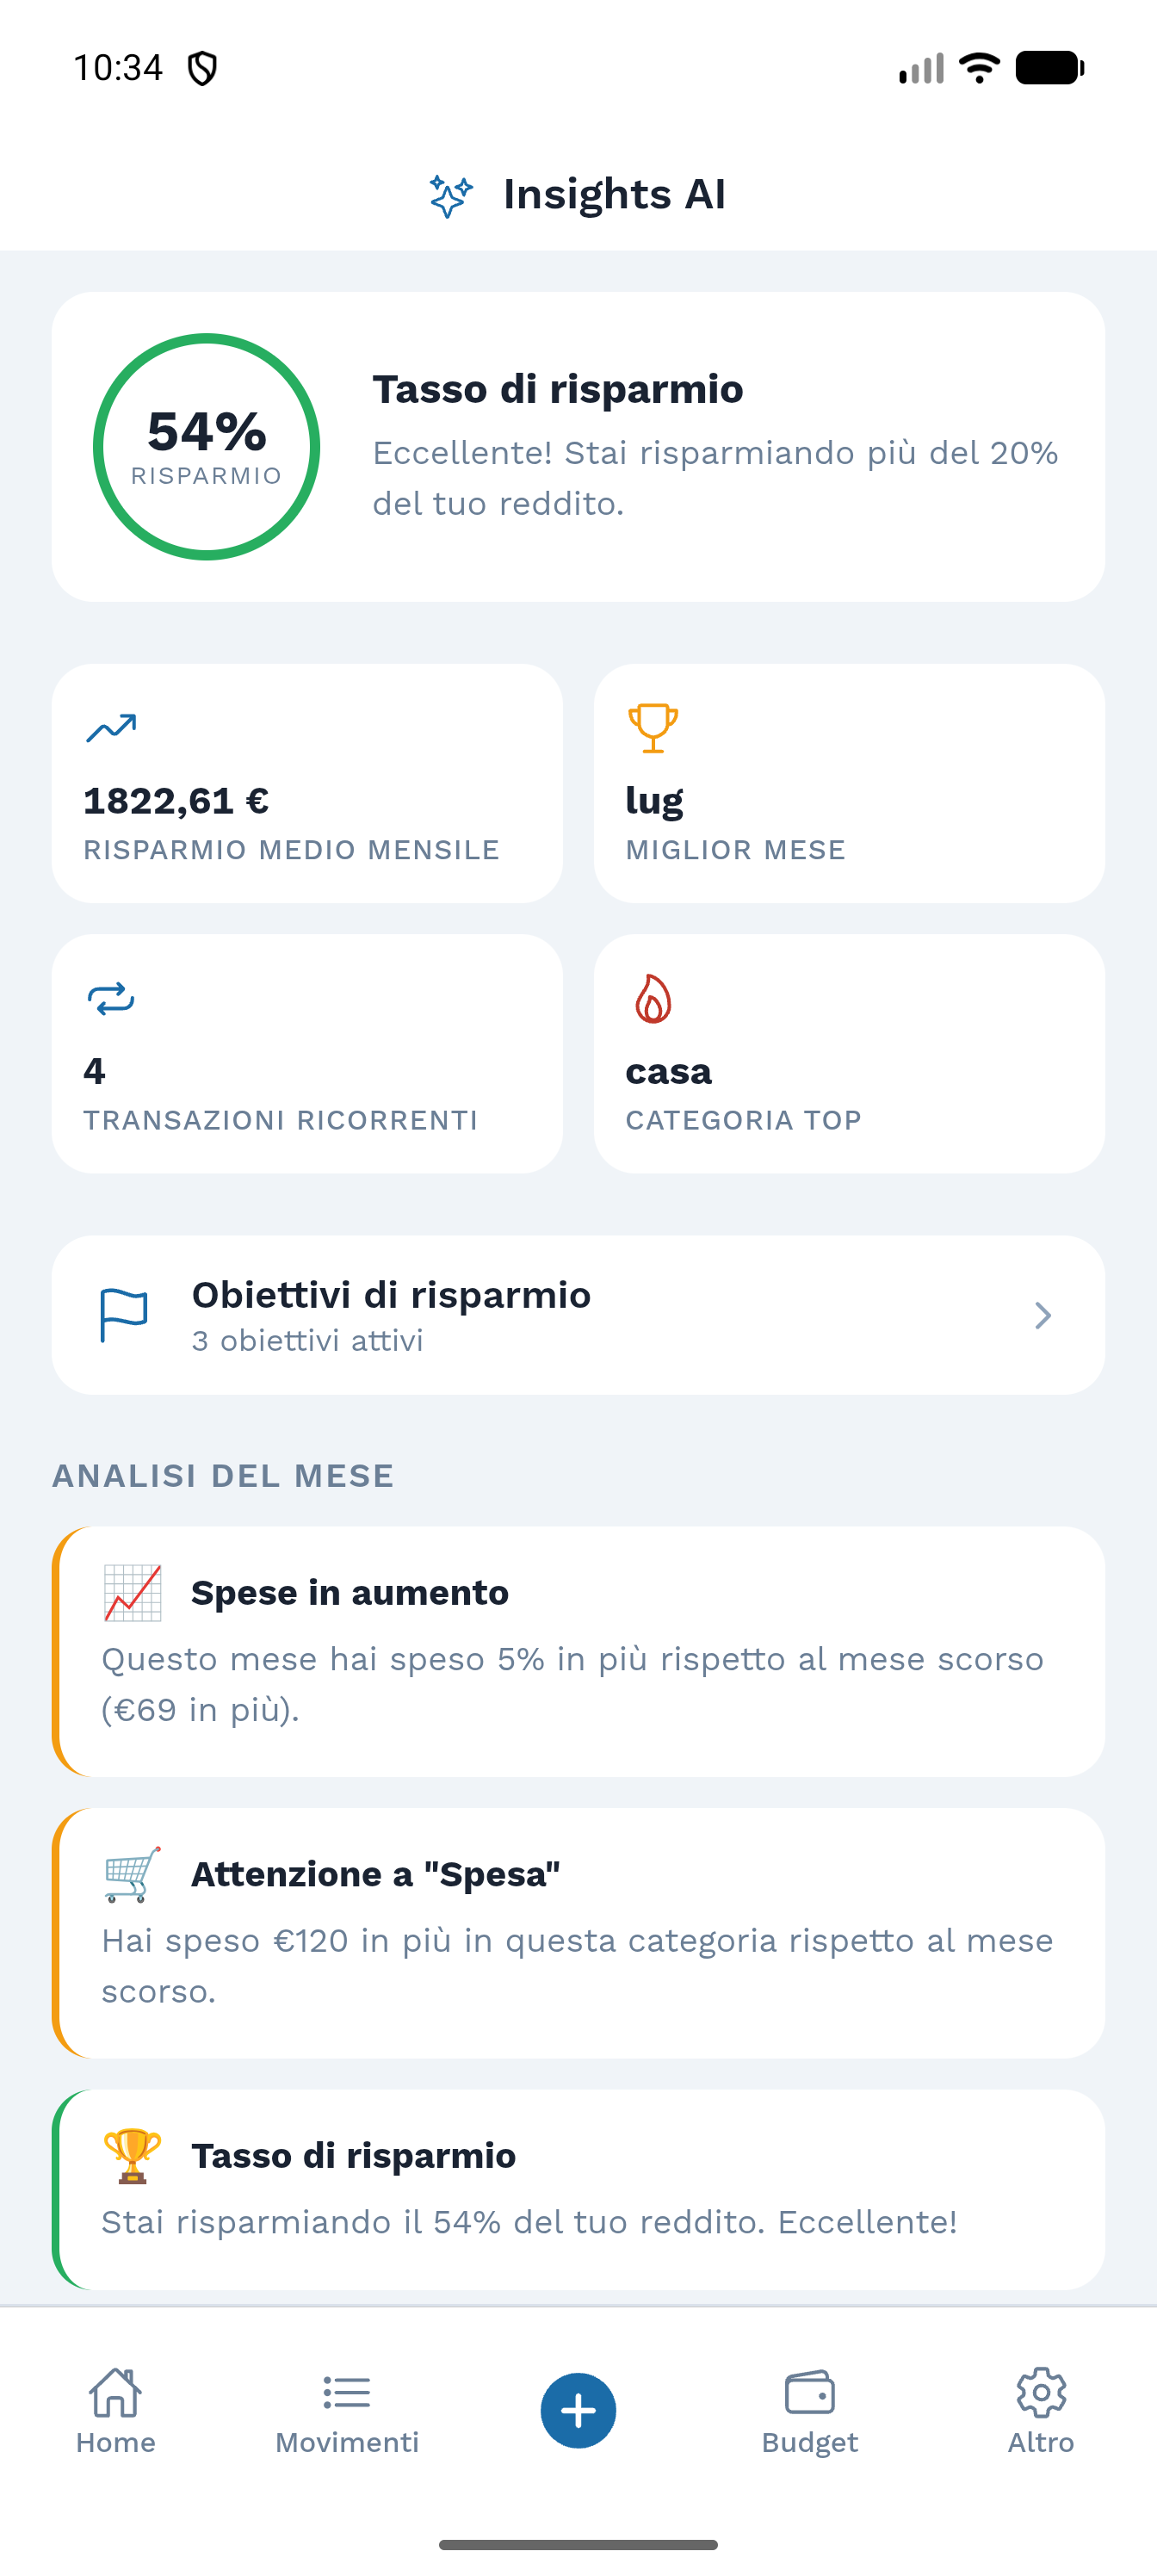 10:34
Insights AI
54%
RISPARMIO
Tasso di risparmio
Eccellente! Stai risparmiando più del 20%
del tuo reddito.
1822,61 €
RISPARMIO MEDIO MENSILE
lug
MIGLIOR MESE
4
TRANSAZIONI RICORRENTI
casa
CATEGORIA TOP
Obiettivi di risparmio
3 obiettivi attivi
ANALISI DEL MESE
Spese in aumento
Questo mese hai speso 5% in più rispetto al mese scorso
(€69 in più).
Attenzione a "Spesa"
Hai speso €120 in più in questa categoria rispetto al mese
scorso.
Tasso di risparmio
Stai risparmiando il 54% del tuo reddito. Eccellente!
Home
Movimenti
Budget
Altro